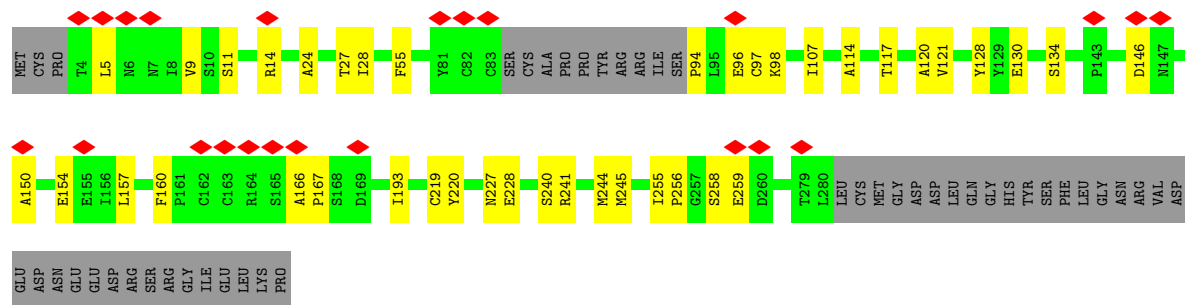 MET CYS PRO T4 L5 N6 N7 I8 V9 S10 S11 R14 A24 T27 I28 F55 Y81 C82 C83 SER CYS ALA PRO PRO TYR ARG ARG ILE SER P94 L95 E96 C97 K98 I107 A114 T117 A120 V121 Y128 Y129 E130 S134 P143 D146 N147
A150 E154 E155 I156 L157 F160 P161 C162 C163 R164 S165 A166 P167 S168 D169 I193 C219 Y220 N227 E228 S240 R241 M244 M245 I255 P256 G257 S258 E259 D260 T279 L280 LEU CYS MET GLY ASP ASP LEU GLN GLY HIS TYR SER PHE LEU GLY ASN ARG VAL ASP
GLU ASP ASN GLU GLU ASP ARG SER ARG GLY ILE GLU LEU LYS PRO